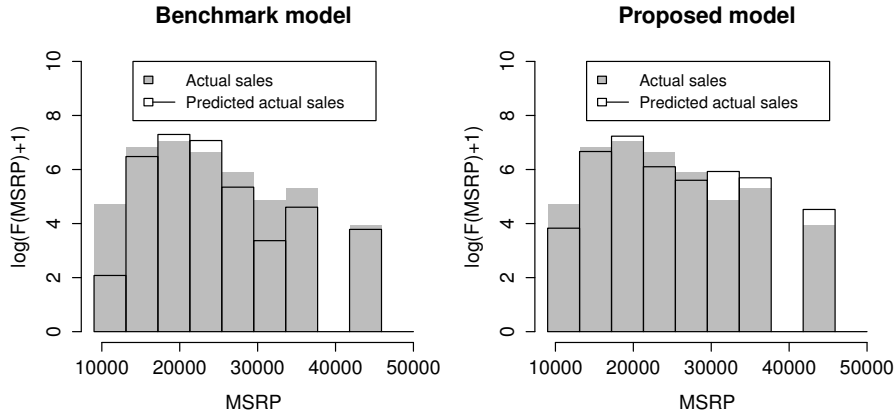 Benchmark model
Actual sales
Predicted actual sales
log(F(MSRP)+1)
10
8
6
4
2
0
10000 20000 30000 40000 50000
MSRP
Proposed model
Actual sales
Predicted actual sales
log(F(MSRP)+1)
10
8
6
4
2
0
10000 20000 30000 40000 50000
MSRP